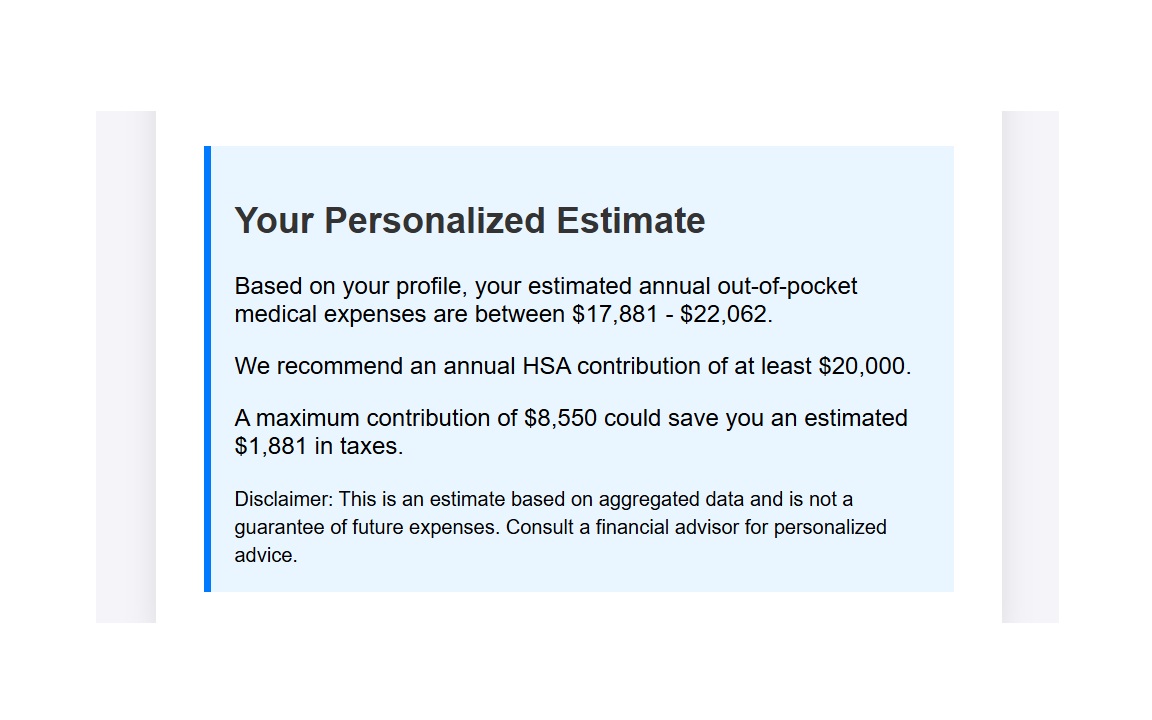 Your Personalized Estimate
Based on your profile, your estimated annual out-of-pocket
medical expenses are between $17,881 - $22,062.
We recommend an annual HSA contribution of at least $20,000.
A maximum contribution of $8,550 could save you an estimated
$1,881 in taxes.
Disclaimer: This is an estimate based on aggregated data and is not a
guarantee of future expenses. Consult a financial advisor for personalized
advice.